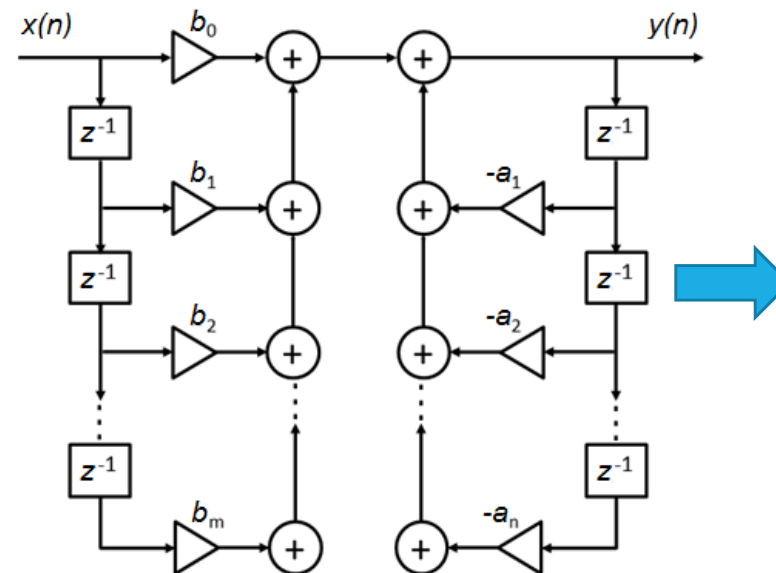 x(n) b₀ + + y(n)
z⁻¹ z⁻¹
b₁ + + -a₁
z⁻¹ z⁻¹
b₂ + + -a₂
z⁻¹ z⁻¹
bₘ + + -aₙ